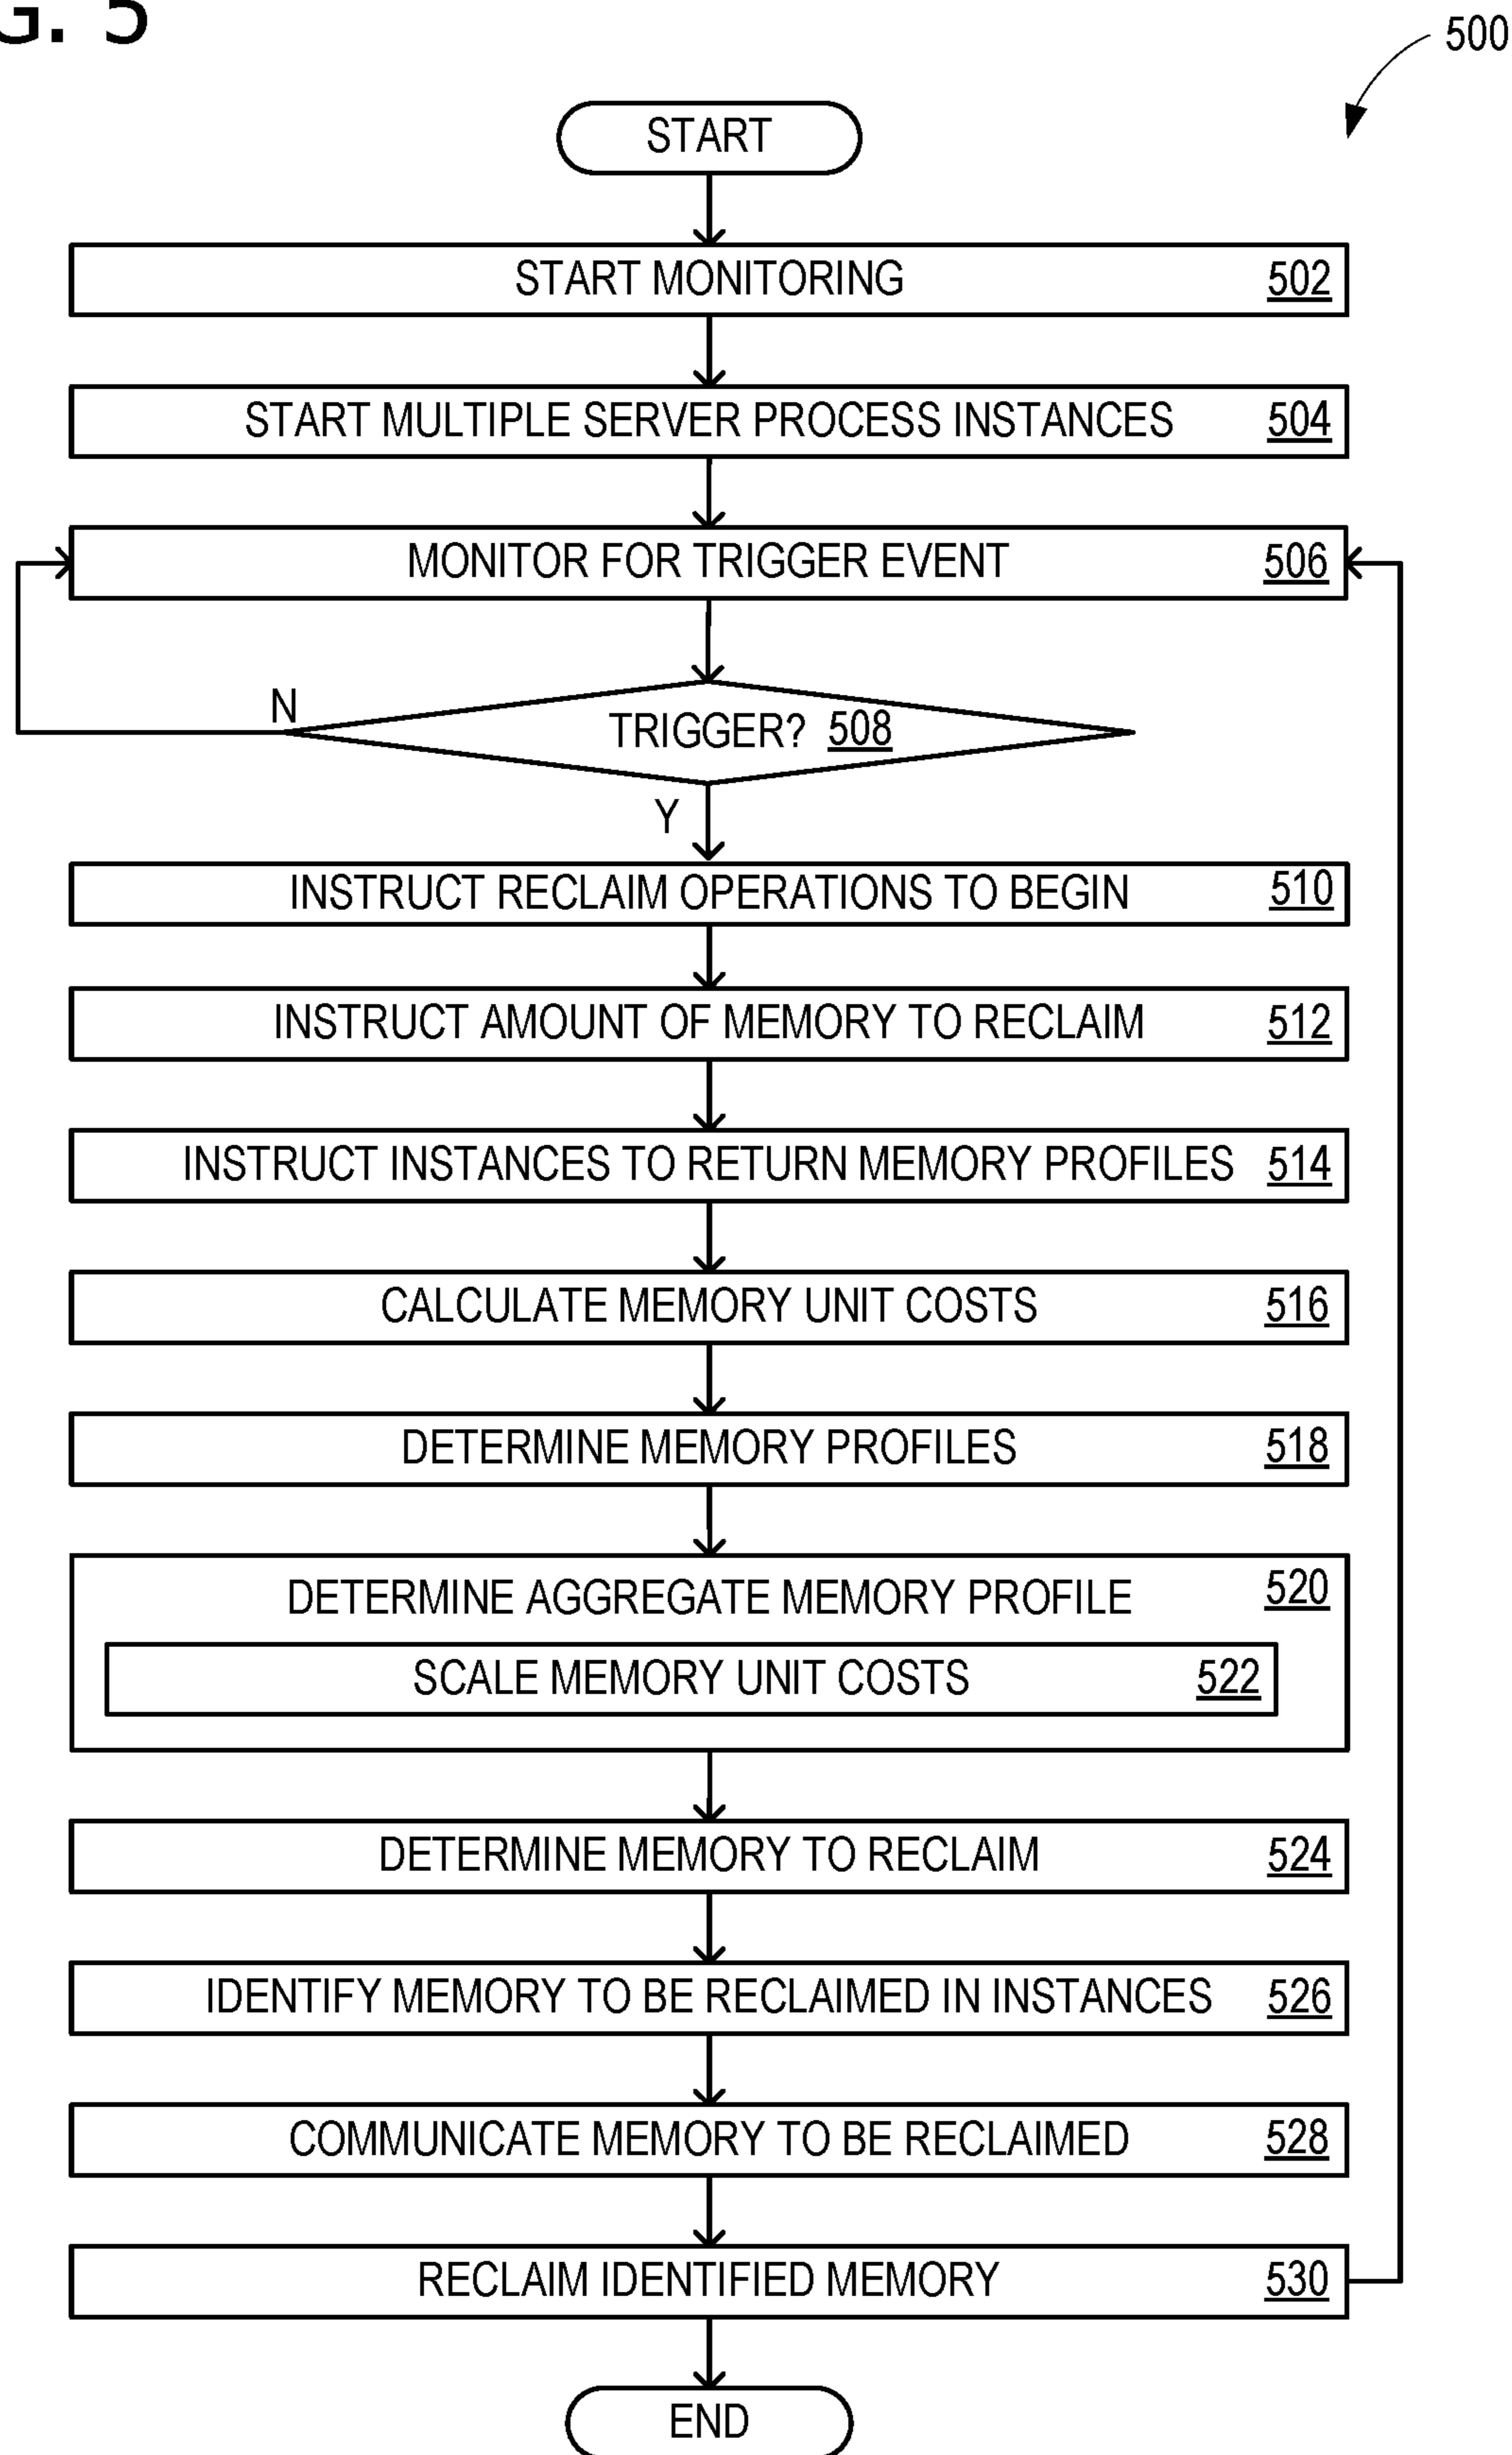 G. 5
500
START
START MONITORING 502
START MULTIPLE SERVER PROCESS INSTANCES 504
MONITOR FOR TRIGGER EVENT 506
N
TRIGGER? 508
Y
INSTRUCT RECLAIM OPERATIONS TO BEGIN 510
INSTRUCT AMOUNT OF MEMORY TO RECLAIM 512
INSTRUCT INSTANCES TO RETURN MEMORY PROFILES 514
CALCULATE MEMORY UNIT COSTS 516
DETERMINE MEMORY PROFILES 518
DETERMINE AGGREGATE MEMORY PROFILE 520
SCALE MEMORY UNIT COSTS 522
DETERMINE MEMORY TO RECLAIM 524
IDENTIFY MEMORY TO BE RECLAIMED IN INSTANCES 526
COMMUNICATE MEMORY TO BE RECLAIMED 528
RECLAIM IDENTIFIED MEMORY 530
END